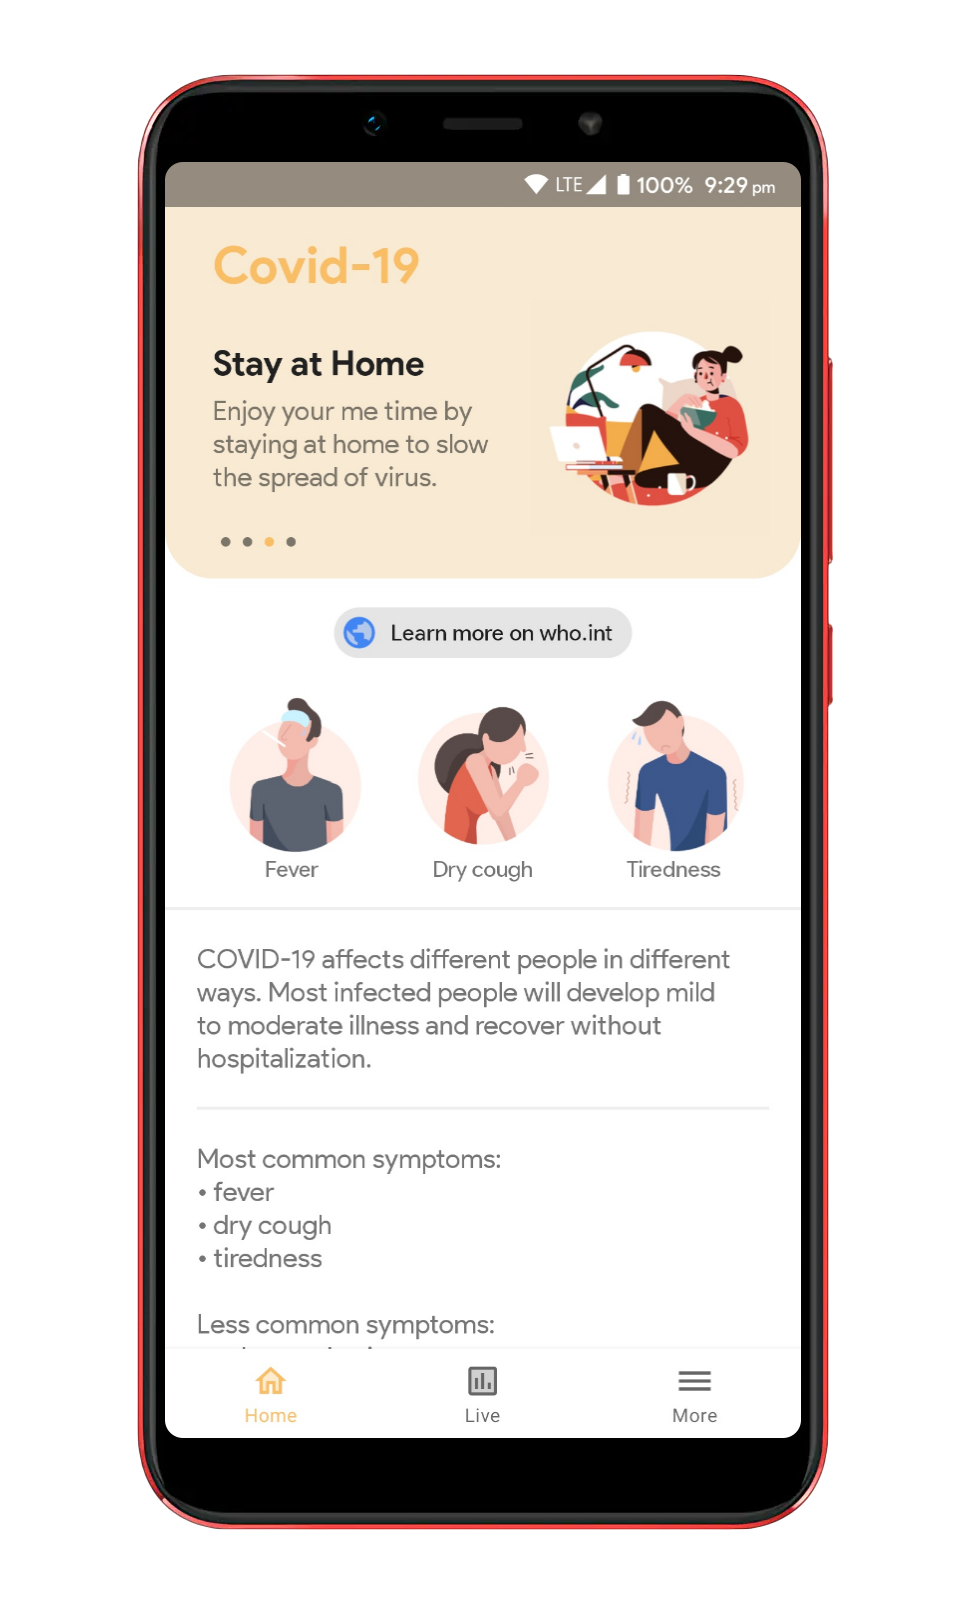 LTE 100% 9:29 pm
Covid-19
Stay at Home
Enjoy your me time by
staying at home to slow
the spread of virus.
Learn more on who.int
Fever Dry cough Tiredness
COVID-19 affects different people in different
ways. Most infected people will develop mild
to moderate illness and recover without
hospitalization.
Most common symptoms:
• fever
• dry cough
• tiredness
Less common symptoms:
Home Live More